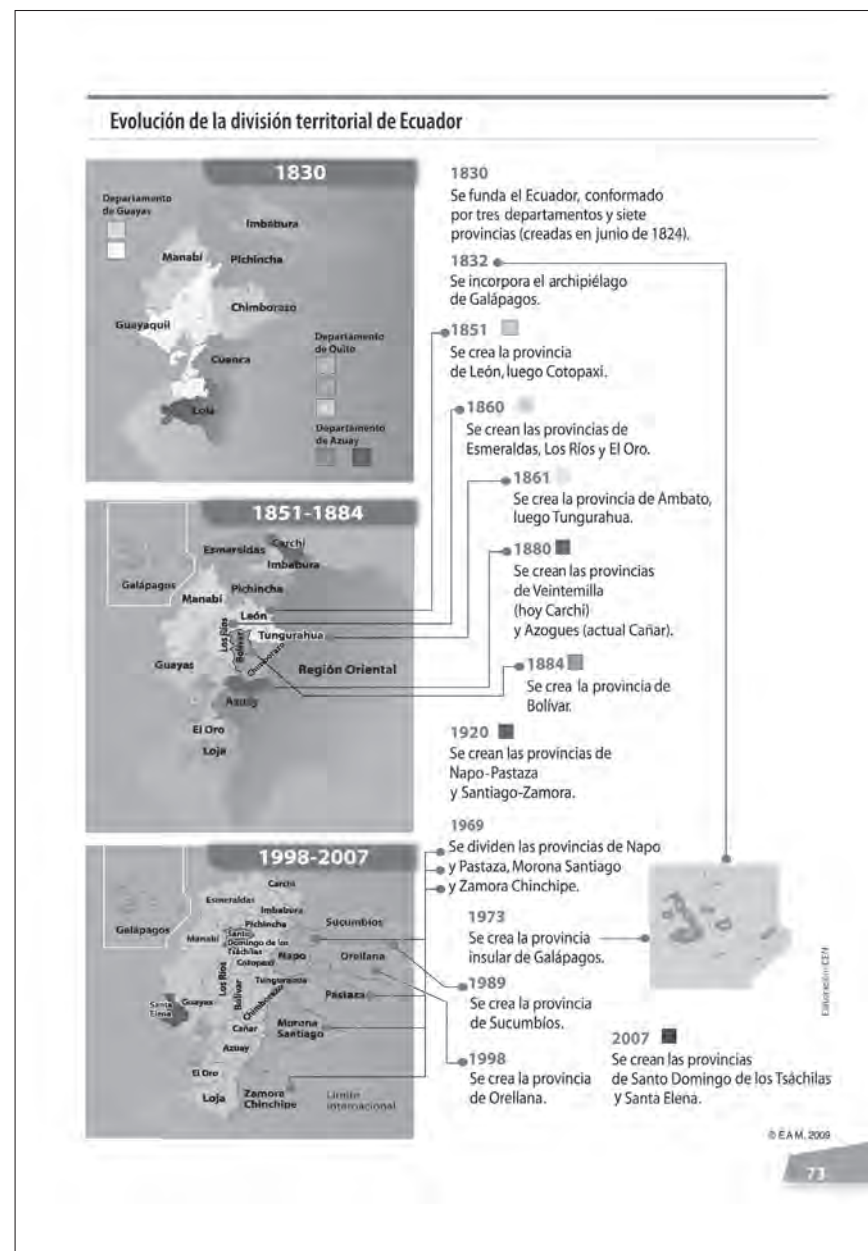 Evolución de la división territorial de Ecuador
1830
Departamento
de Guayas
Imbabura
Manabí
Pichincha
Chimborazo
Guayaquil
Departamento
de Quito
Cuenca
Loja
Departamento
de Azuay
1830
Se funda el Ecuador, conformado
por tres departamentos y siete
provincias (creadas en junio de 1824).
1832
Se incorpora el archipiélago
de Galápagos.
1851
Se crea la provincia
de León, luego Cotopaxi.
1860
Se crean las provincias de
Esmeraldas, Los Ríos y El Oro.
1861
Se crea la provincia de Ambato,
luego Tungurahua.
1880
Se crean las provincias
de Veintemilla
(hoy Carchi)
y Azogues (actual Cañar).
1884
Se crea la provincia de
Bolívar.
1851-1884
Carchi
Esmeraldas
Imbabura
Galápagos
Pichincha
Manabí
León
Los Ríos
Bolívar
Tungurahua
Chimborazo
Guayas
Región Oriental
Azuay
El Oro
Loja
1920
Se crean las provincias de
Napo-Pastaza
y Santiago-Zamora.
1969
Se dividen las provincias de Napo
y Pastaza, Morona Santiago
y Zamora Chinchipe.
1973
Se crea la provincia
insular de Galápagos.
1989
Se crea la provincia
de Sucumbíos.
1998
Se crea la provincia
de Orellana.
2007
Se crean las provincias
de Santo Domingo de los Tsáchilas
y Santa Elena.
1998-2007
Carchi
Esmeraldas
Imbabura
Galápagos
Pichincha
Sucumbíos
Manabí
Santo
Domingo de los
Tsáchilas
Napo
Orellana
Cotopaxi
Los Ríos
Tungurahua
Bolívar
Chimborazo
Pastaza
Santa
Elena
Guayas
Morona
Santiago
Cañar
Azuay
El Oro
Loja
Zamora
Chinchipe
Límite
internacional
Elaboración CEN
© E.A.M., 2009
73